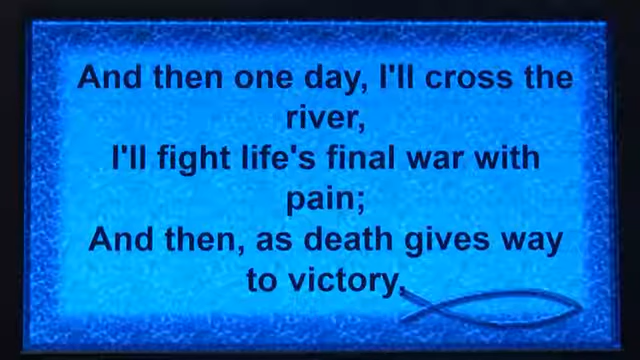 And then one day, I'll cross the
river,
I'll fight life's final war with
pain;
And then, as death gives way
to victory,